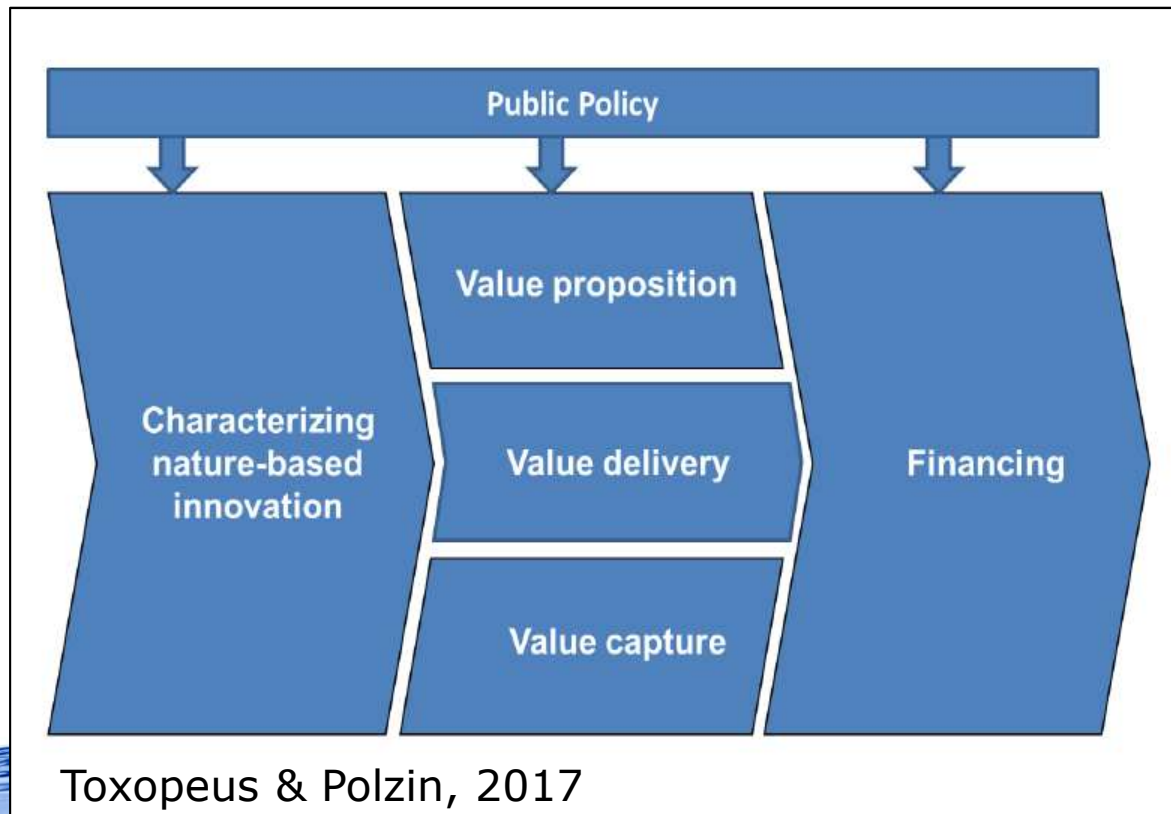 Public Policy
Characterizing
nature-based
innovation
Value proposition
Value delivery
Value capture
Financing
Toxopeus & Polzin, 2017